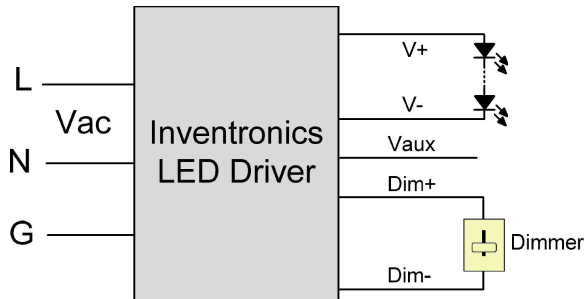 L
Vac
N
G
Inventronics
LED Driver
V+
V-
Vaux
Dim+
Dimmer
Dim-